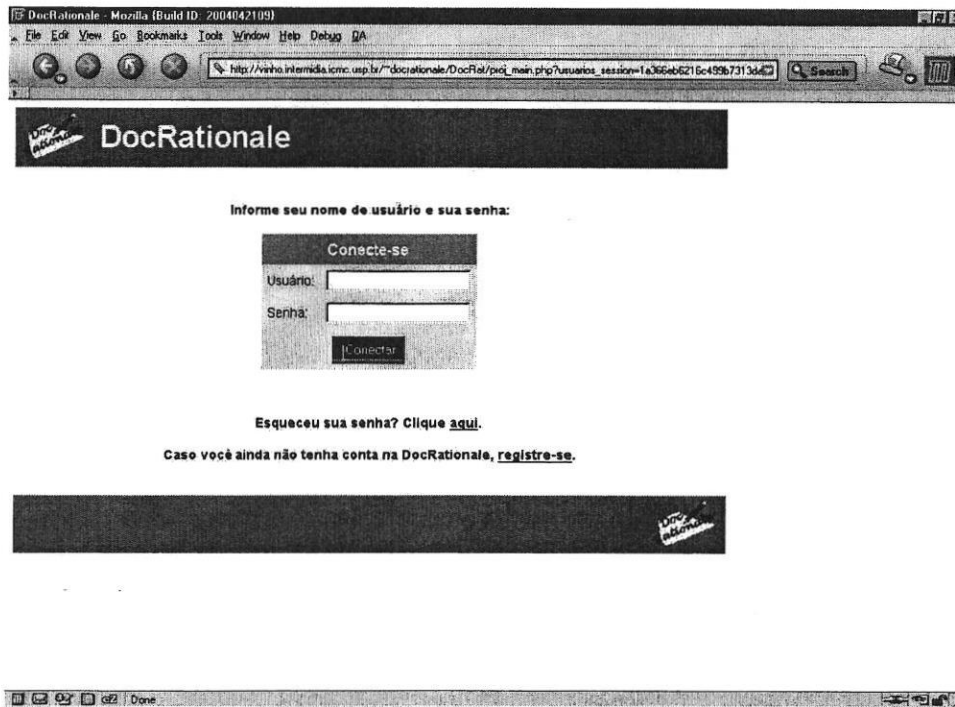 DocRationale - Mozilla {Build ID: 2004042109}
File Edit View Go Bookmarks Tools Window Help Debug QA
Search
DocRationale
Informe seu nome de usuário e sua senha:
Conecte-se
Usuário:
Senha:
Conectar
Esqueceu sua senha? Clique aqui.
Caso você ainda não tenha conta na DocRationale, registre-se.
Done